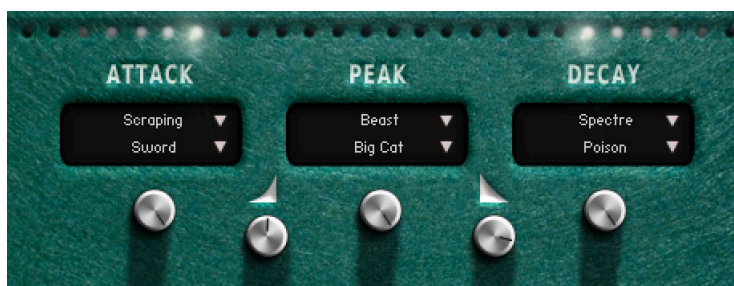 ATTACK PEAK DECAY
Scraping Beast Spectre
Sword Big Cat Poison